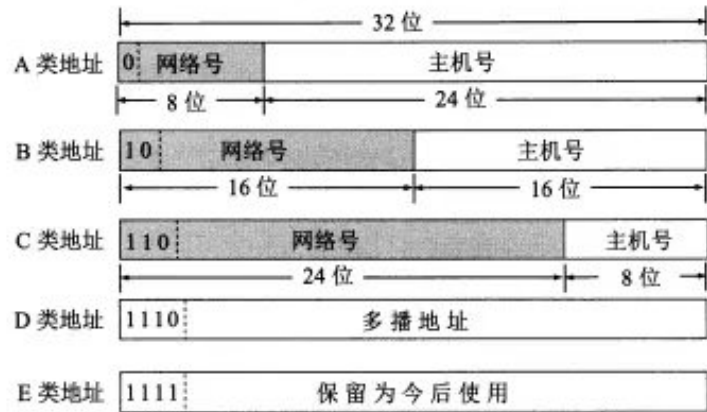 32 位
A 类地址 0 网络号 主机号
8 位 24 位
B 类地址 10 网络号 主机号
16 位 16 位
C 类地址 110 网络号 主机号
24 位 8 位
D 类地址 1110 多播地址
E 类地址 1111 保留为今后使用